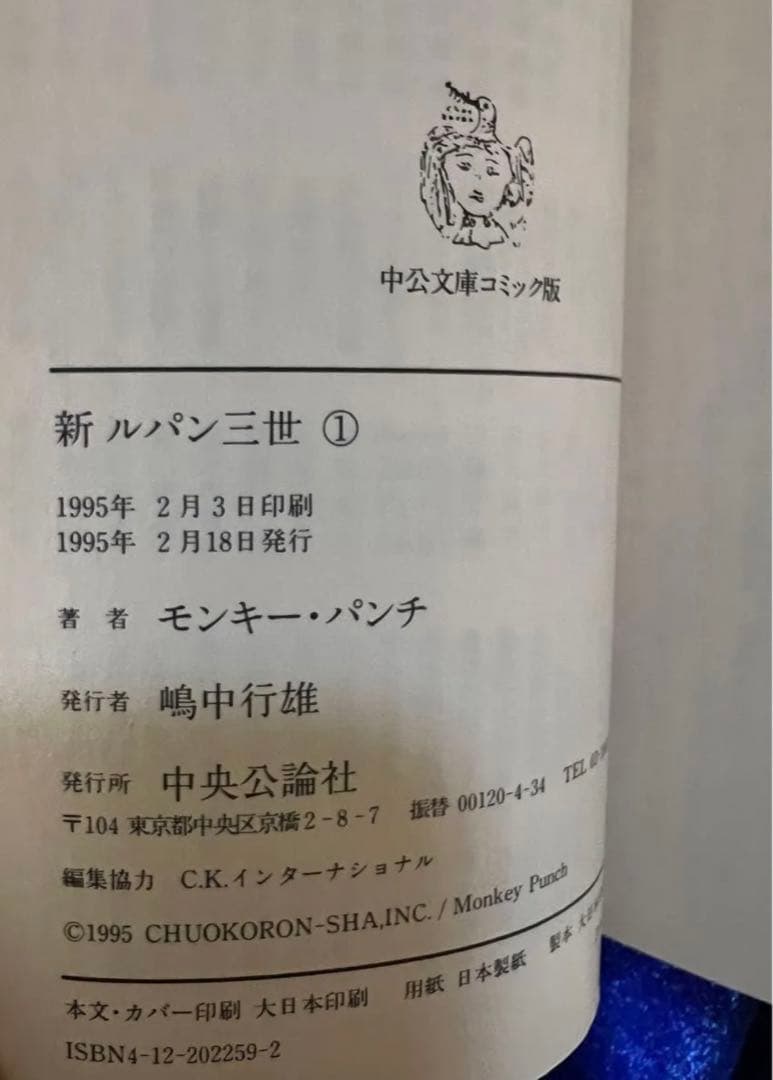 中公文庫コミック版
新 ルパン三世 ①
1995年 2月3日印刷
1995年 2月18日発行
著者 モンキー・パンチ
発行者 嶋中行雄
発行所 中央公論社
〒104 東京都中央区京橋2-8-7 振替 00120-4-34 TEL
編集協力 C.K.インターナショナル
©1995 CHUOKORON-SHA,INC. / Monkey Punch
本文・カバー印刷 大日本印刷 用紙 日本製紙 製本
ISBN4-12-202259-2